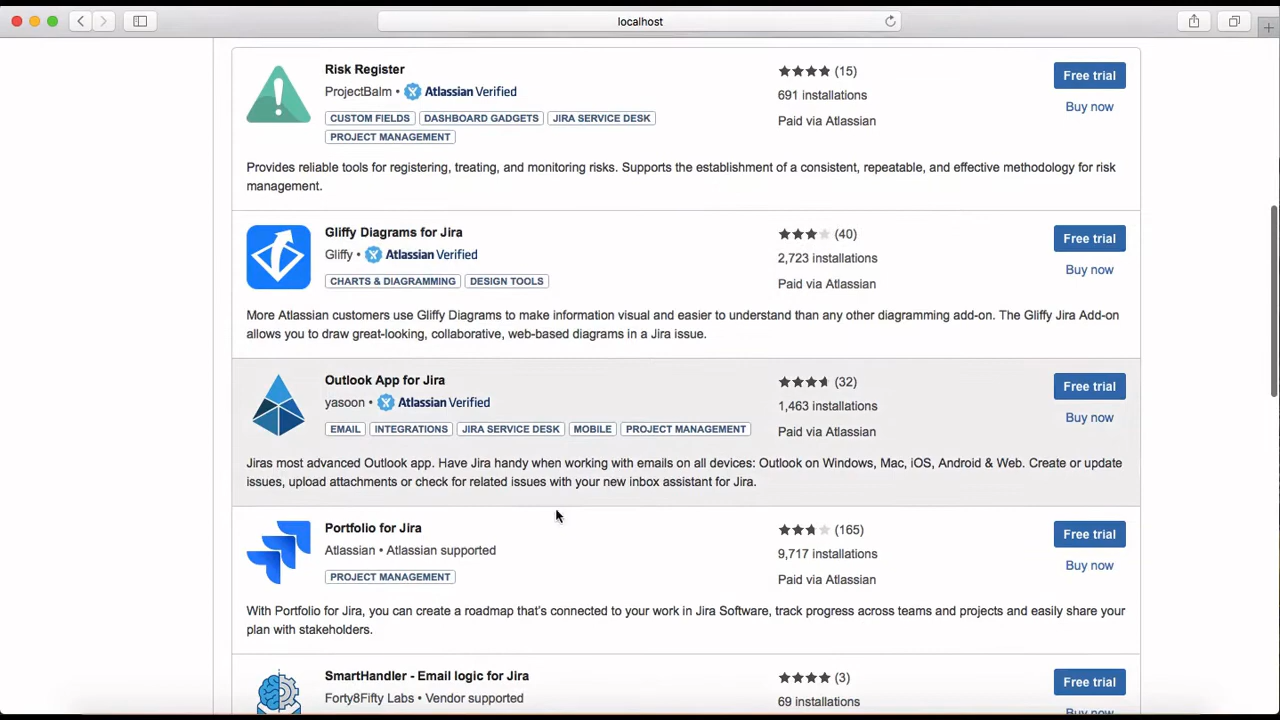 localhost
Risk Register
ProjectBalm • Atlassian Verified
CUSTOM FIELDS DASHBOARD GADGETS JIRA SERVICE DESK
PROJECT MANAGEMENT
(15)
691 installations
Paid via Atlassian
Free trial
Buy now
Provides reliable tools for registering, treating, and monitoring risks. Supports the establishment of a consistent, repeatable, and effective methodology for risk
management.
Gliffy Diagrams for Jira
Gliffy • Atlassian Verified
CHARTS & DIAGRAMMING DESIGN TOOLS
(40)
2,723 installations
Paid via Atlassian
Free trial
Buy now
More Atlassian customers use Gliffy Diagrams to make information visual and easier to understand than any other diagramming add-on. The Gliffy Jira Add-on
allows you to draw great-looking, collaborative, web-based diagrams in a Jira issue.
Outlook App for Jira
yasoon • Atlassian Verified
EMAIL INTEGRATIONS JIRA SERVICE DESK MOBILE PROJECT MANAGEMENT
(32)
1,463 installations
Paid via Atlassian
Free trial
Buy now
Jiras most advanced Outlook app. Have Jira handy when working with emails on all devices: Outlook on Windows, Mac, iOS, Android & Web. Create or update
issues, upload attachments or check for related issues with your new inbox assistant for Jira.
Portfolio for Jira
Atlassian • Atlassian supported
PROJECT MANAGEMENT
(165)
9,717 installations
Paid via Atlassian
Free trial
Buy now
With Portfolio for Jira, you can create a roadmap that's connected to your work in Jira Software, track progress across teams and projects and easily share your
plan with stakeholders.
SmartHandler - Email logic for Jira
Forty8Fifty Labs • Vendor supported
(3)
69 installations
Free trial
Buy now